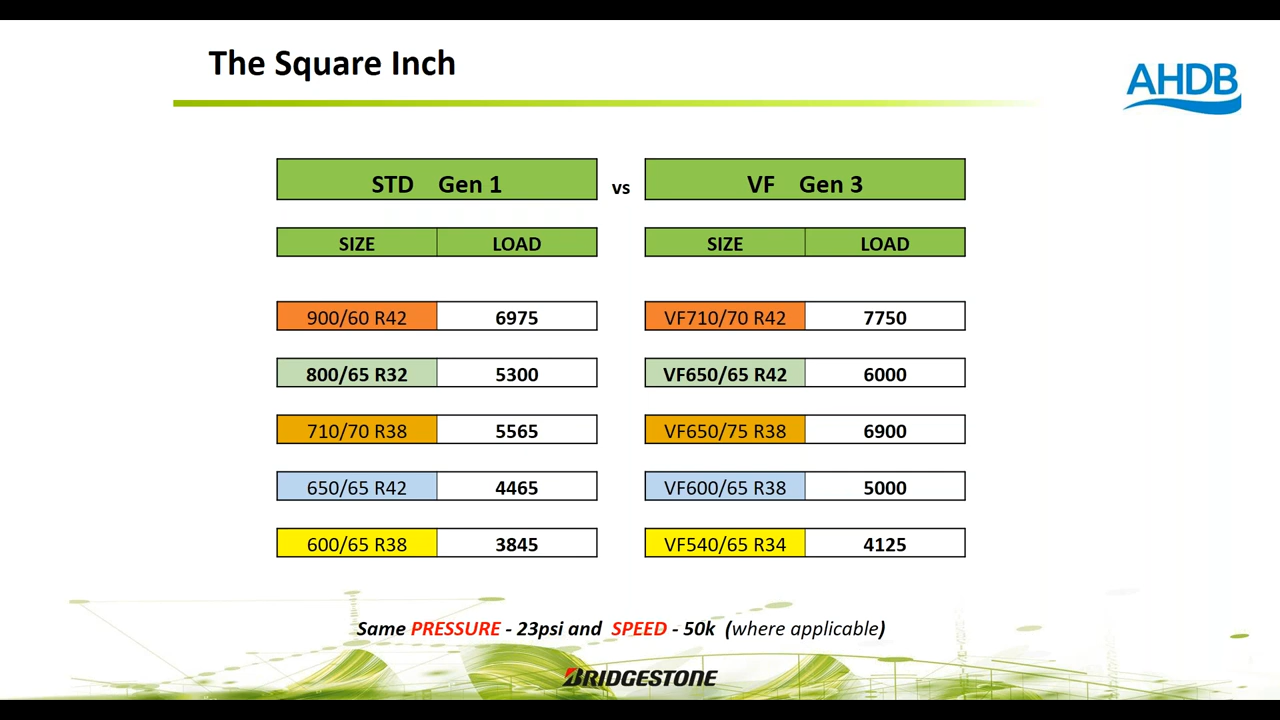 The Square Inch
AHDB
STD Gen 1 vs VF Gen 3
SIZE LOAD SIZE LOAD
900/60 R42 6975 VF710/70 R42 7750
800/65 R32 5300 VF650/65 R42 6000
710/70 R38 5565 VF650/75 R38 6900
650/65 R42 4465 VF600/65 R38 5000
600/65 R38 3845 VF540/65 R34 4125
Same PRESSURE - 23psi and SPEED - 50k (where applicable)
BRIDGESTONE